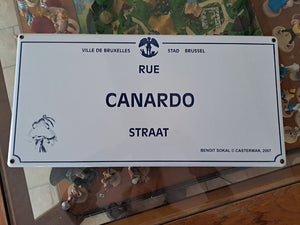 VILLE DE BRUXELLES STAD BRUSSEL
RUE
CANARDO
STRAAT
BENOIT SOKAL © CASTERMAN, 2007